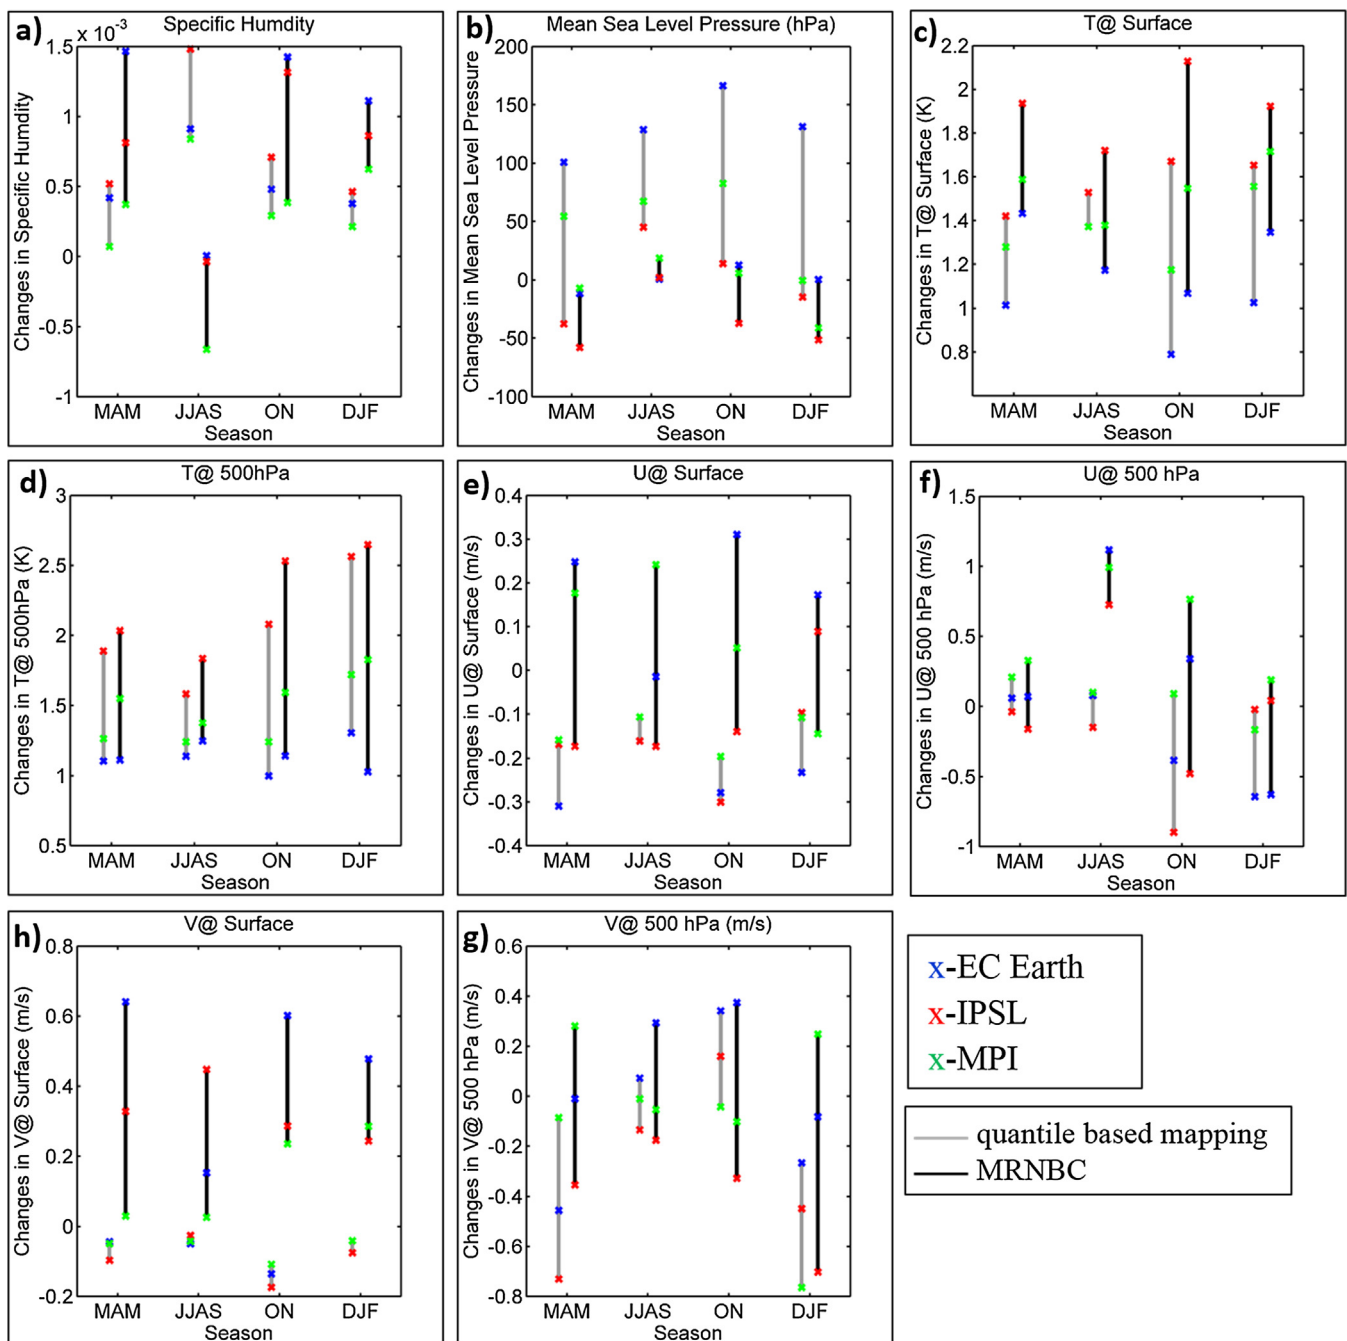 a)
Specific Humdity
1.5 x 10-3
1
0.5
0
-0.5
-1
Changes in Specific Humdity
MAM JJAS ON DJF
Season
b)
Mean Sea Level Pressure (hPa)
200
150
100
50
0
-50
-100
Changes in Mean Sea Level Pressure
MAM JJAS ON DJF
Season
c)
T@ Surface
2.2
2
1.8
1.6
1.4
1.2
1
0.8
Changes in T@ Surface (K)
MAM JJAS ON DJF
Season
d)
T@ 500hPa
3
2.5
2
1.5
1
0.5
Changes in T@ 500hPa (K)
MAM JJAS ON DJF
Season
e)
U@ Surface
0.4
0.3
0.2
0.1
0
-0.1
-0.2
-0.3
-0.4
Changes in U@ Surface (m/s)
MAM JJAS ON DJF
Season
f)
U@ 500 hPa
1.5
1
0.5
0
-0.5
-1
Changes in U@ 500 hPa (m/s)
MAM JJAS ON DJF
Season
h)
V@ Surface
0.8
0.6
0.4
0.2
0
-0.2
Changes in V@ Surface (m/s)
MAM JJAS ON DJF
Season
g)
V@ 500 hPa (m/s)
0.6
0.4
0.2
0
-0.2
-0.4
-0.6
-0.8
Changes in V@ 500 hPa (m/s)
MAM JJAS ON DJF
Season
x-EC Earth
x-IPSL
x-MPI
quantile based mapping
MRNBC